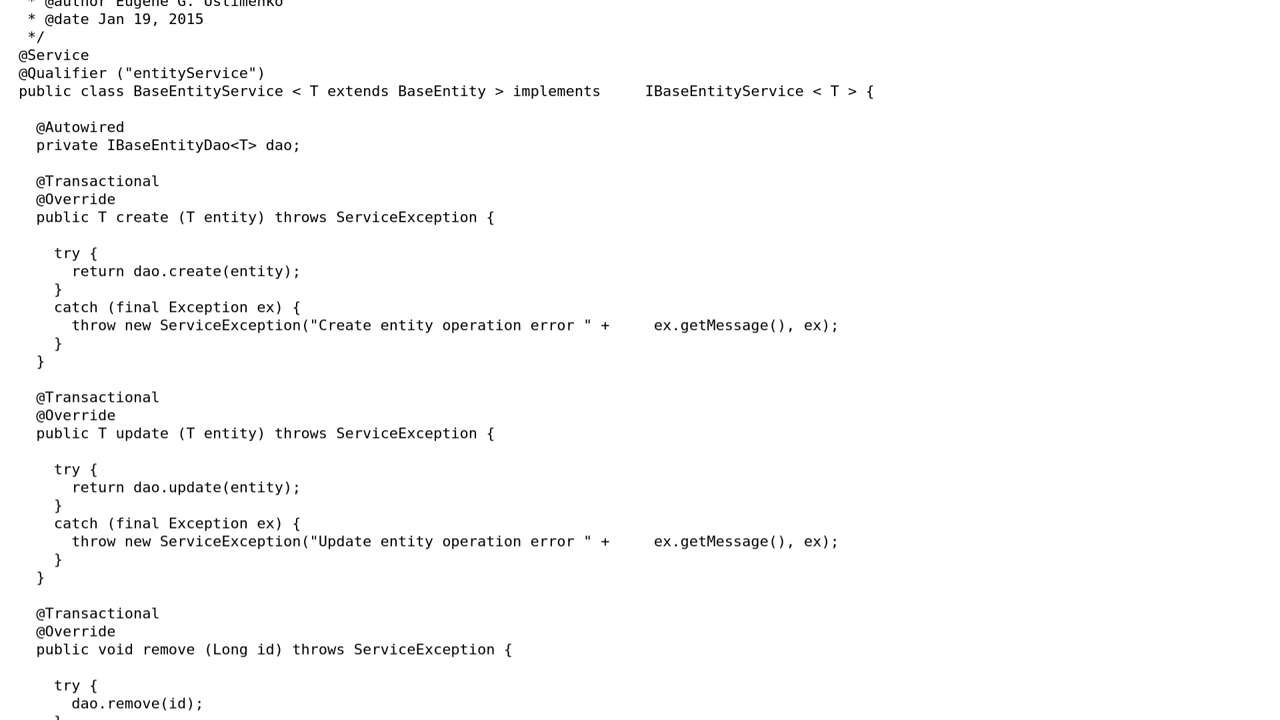 * @author Eugene G. Ustimenko
 * @date Jan 19, 2015
 */
@Service
@Qualifier ("entityService")
public class BaseEntityService < T extends BaseEntity > implements     IBaseEntityService < T > {

  @Autowired
  private IBaseEntityDao<T> dao;

  @Transactional
  @Override
  public T create (T entity) throws ServiceException {

    try {
      return dao.create(entity);
    }
    catch (final Exception ex) {
      throw new ServiceException("Create entity operation error " +     ex.getMessage(), ex);
    }
  }

  @Transactional
  @Override
  public T update (T entity) throws ServiceException {

    try {
      return dao.update(entity);
    }
    catch (final Exception ex) {
      throw new ServiceException("Update entity operation error " +     ex.getMessage(), ex);
    }
  }

  @Transactional
  @Override
  public void remove (Long id) throws ServiceException {

    try {
      dao.remove(id);
    }